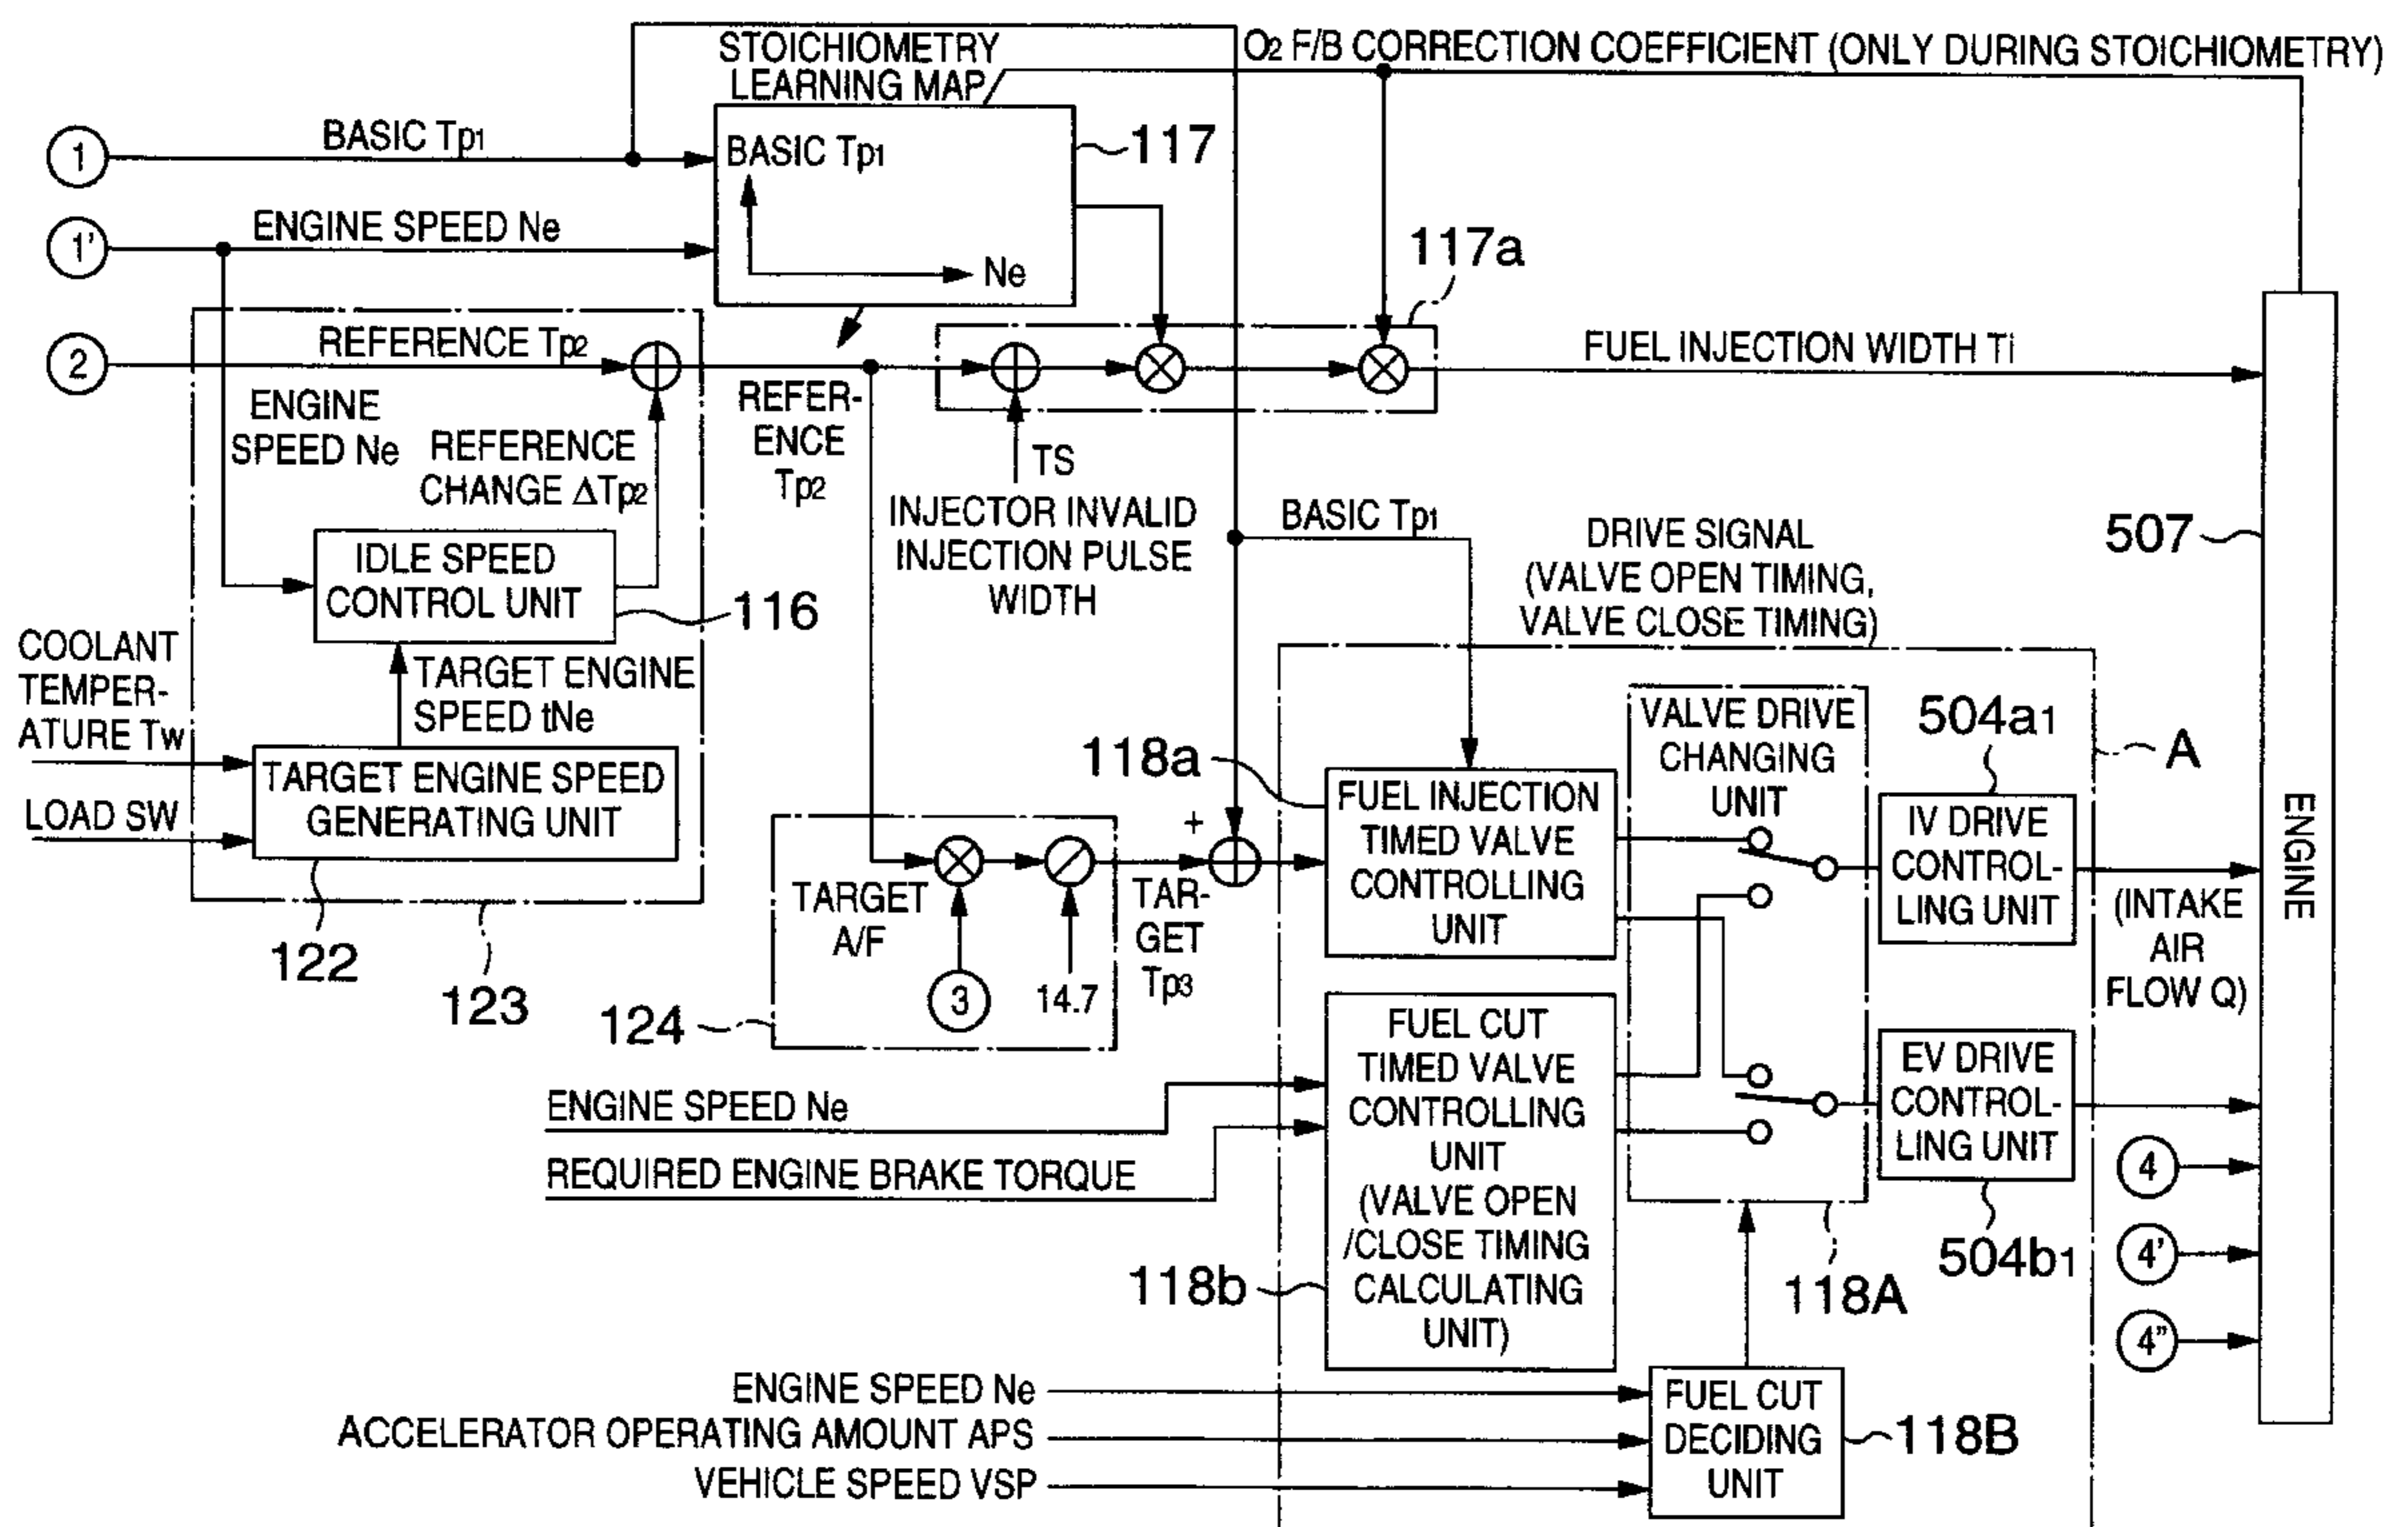 STOICHIOMETRY
LEARNING MAP
O2 F/B CORRECTION COEFFICIENT (ONLY DURING STOICHIOMETRY)
1
BASIC Tp1
BASIC Tp1
Ne
117
1'
ENGINE SPEED Ne
117a
2
REFERENCE Tp2
ENGINE
SPEED Ne
REFERENCE
CHANGE ΔTp2
REFER-
ENCE
Tp2
TS
INJECTOR INVALID
INJECTION PULSE
WIDTH
FUEL INJECTION WIDTH Ti
BASIC Tp1
DRIVE SIGNAL
(VALVE OPEN TIMING,
VALVE CLOSE TIMING)
507
ENGINE
IDLE SPEED
CONTROL UNIT
116
TARGET ENGINE
SPEED tNe
COOLANT
TEMPER-
ATURE Tw
LOAD SW
TARGET ENGINE SPEED
GENERATING UNIT
122
123
TARGET
A/F
3
14.7
124
+
TAR-
GET
Tp3
118a
FUEL INJECTION
TIMED VALVE
CONTROLLING
UNIT
VALVE DRIVE
CHANGING
UNIT
504a1
A
IV DRIVE
CONTROL-
LING UNIT
(INTAKE
AIR
FLOW Q)
ENGINE SPEED Ne
REQUIRED ENGINE BRAKE TORQUE
FUEL CUT
TIMED VALVE
CONTROLLING
UNIT
(VALVE OPEN
/CLOSE TIMING
CALCULATING
UNIT)
118b
EV DRIVE
CONTROL-
LING UNIT
504b1
118A
4
4'
4"
ENGINE SPEED Ne
ACCELERATOR OPERATING AMOUNT APS
VEHICLE SPEED VSP
FUEL CUT
DECIDING
UNIT
118B